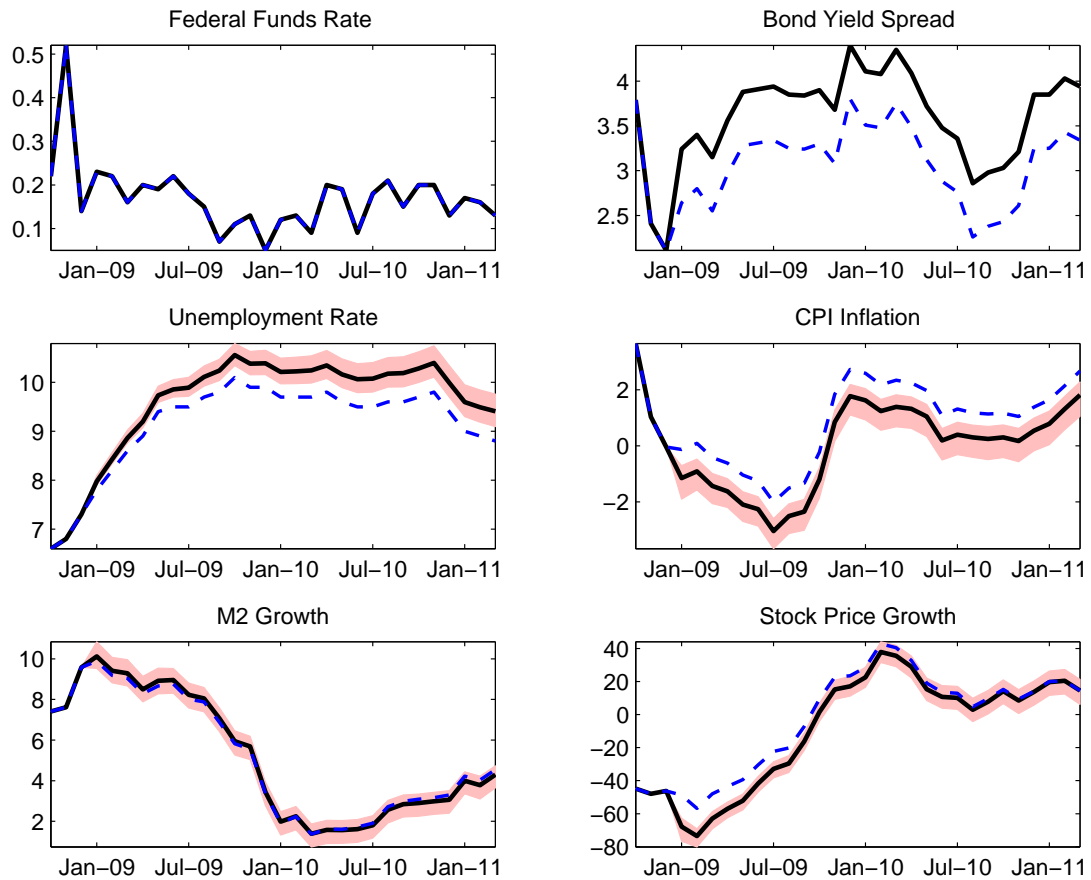 Federal Funds Rate
0.5
0.4
0.3
0.2
0.1
Jan−09 Jul−09 Jan−10 Jul−10 Jan−11
Bond Yield Spread
4
3.5
3
2.5
Jan−09 Jul−09 Jan−10 Jul−10 Jan−11
Unemployment Rate
10
9
8
7
Jan−09 Jul−09 Jan−10 Jul−10 Jan−11
CPI Inflation
2
0
−2
Jan−09 Jul−09 Jan−10 Jul−10 Jan−11
M2 Growth
10
8
6
4
2
Jan−09 Jul−09 Jan−10 Jul−10 Jan−11
Stock Price Growth
40
20
0
−20
−40
−60
−80
Jan−09 Jul−09 Jan−10 Jul−10 Jan−11